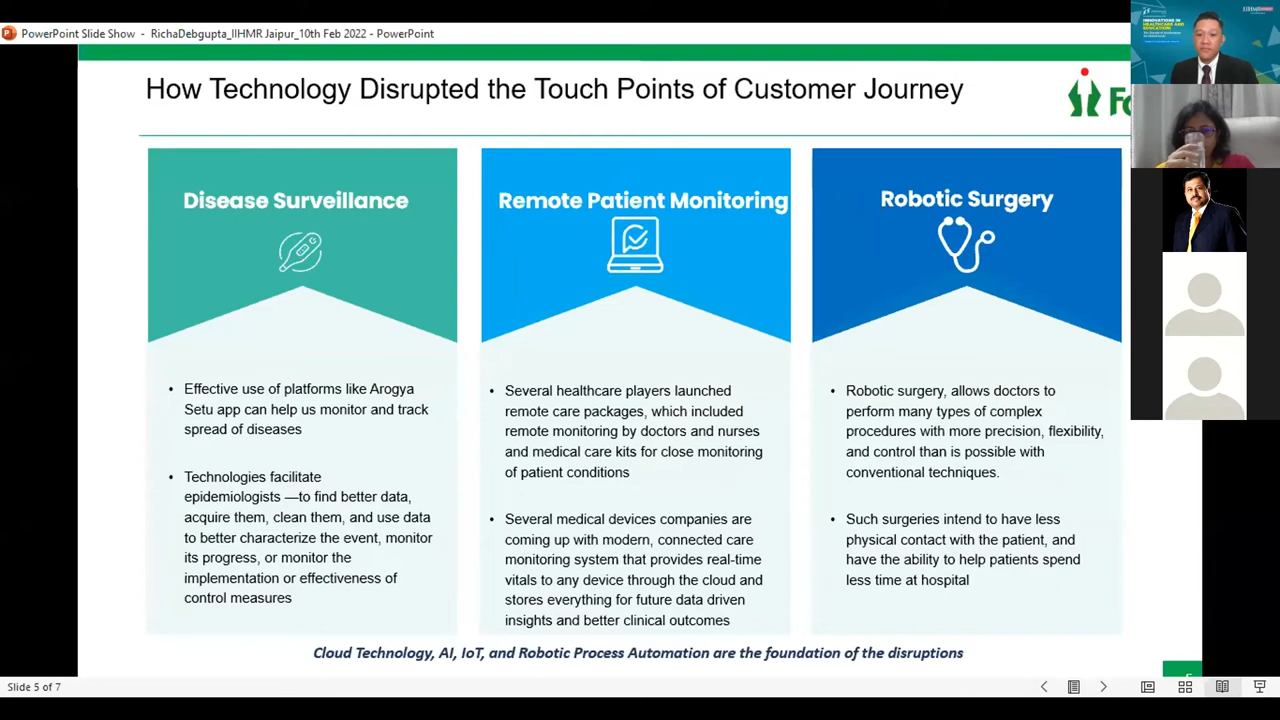 PowerPoint Slide Show - RichaDebgupta_IIHMR Jaipur_10th Feb 2022 - PowerPoint
INNOVATIONS IN
HEALTHCARE AND
EDUCATION:
IIHMR
How Technology Disrupted the Touch Points of Customer Journey
Fo
Disease Surveillance
• Effective use of platforms like Arogya
Setu app can help us monitor and track
spread of diseases
• Technologies facilitate
epidemiologists —to find better data,
acquire them, clean them, and use data
to better characterize the event, monitor
its progress, or monitor the
implementation or effectiveness of
control measures
Remote Patient Monitoring
• Several healthcare players launched
remote care packages, which included
remote monitoring by doctors and nurses
and medical care kits for close monitoring
of patient conditions
• Several medical devices companies are
coming up with modern, connected care
monitoring system that provides real-time
vitals to any device through the cloud and
stores everything for future data driven
insights and better clinical outcomes
Robotic Surgery
• Robotic surgery, allows doctors to
perform many types of complex
procedures with more precision, flexibility,
and control than is possible with
conventional techniques.
• Such surgeries intend to have less
physical contact with the patient, and
have the ability to help patients spend
less time at hospital
Cloud Technology, AI, IoT, and Robotic Process Automation are the foundation of the disruptions
Slide 5 of 7